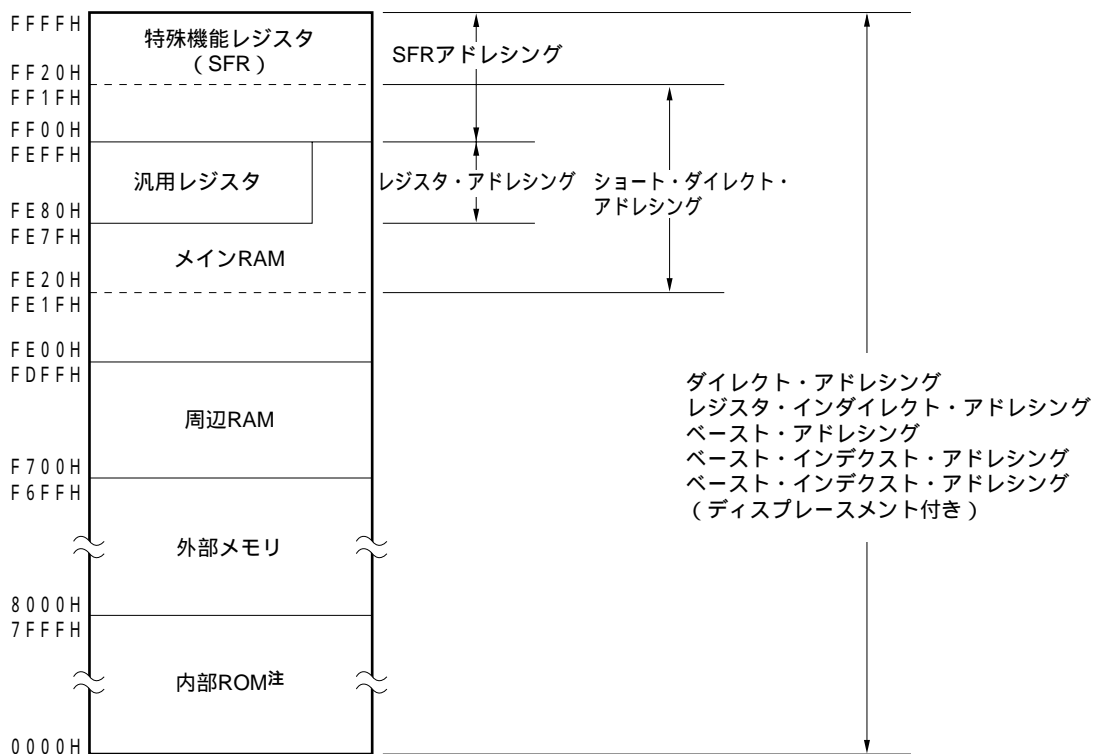 FFFFH
特殊機能レジスタ
（SFR）
SFRアドレシング
FF20H
FF1FH
FF00H
FEFFH
汎用レジスタ
レジスタ・アドレシング
ショート・ダイレクト・
アドレシング
FE80H
FE7FH
メインRAM
FE20H
FE1FH
FE00H
FDFFH
周辺RAM
F700H
F6FFH
ダイレクト・アドレシング
レジスタ・インダイレクト・アドレシング
ベースト・アドレシング
ベースト・インデクスト・アドレシング
ベースト・インデクスト・アドレシング
（ディスプレースメント付き）
外部メモリ
8000H
7FFFH
内部ROM注
0000H